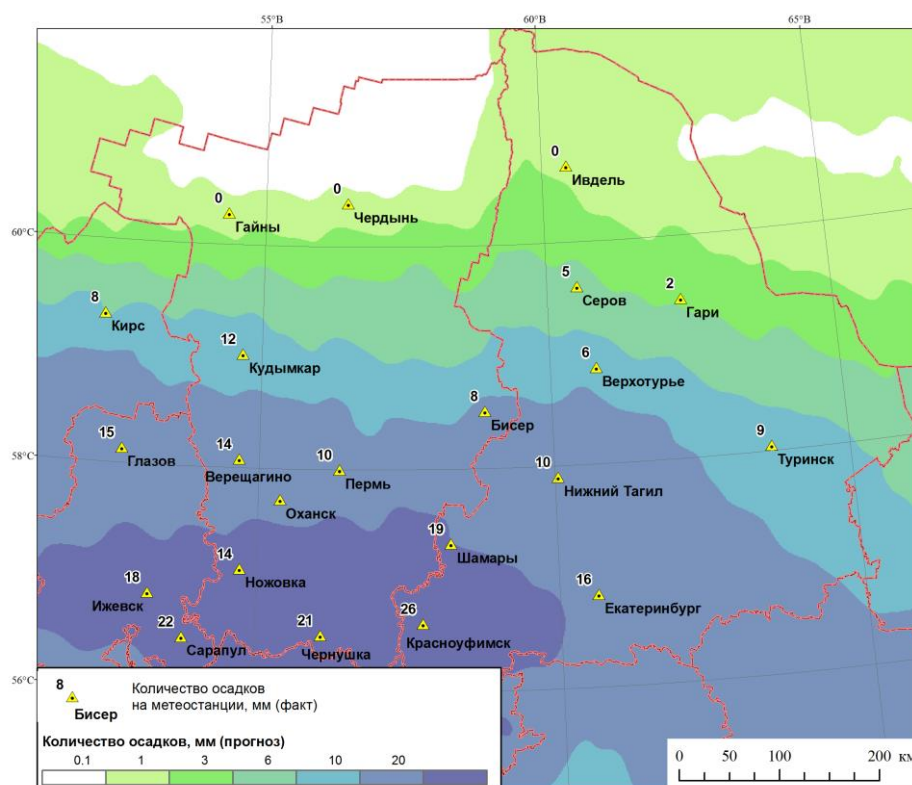 55°В
60°В
65°В
0
Ивдель
0
Гайны
0
Чердынь
60°С
5
Серов
2
Гари
8
Кирс
12
Кудымкар
6
Верхотурье
8
Бисер
15
Глазов
14
Верещагино
10
Пермь
9
Туринск
58°С
10
Нижний Тагил
Оханск
19
Шамары
14
Ножовка
18
Ижевск
16
Екатеринбург
22
Сарапул
21
Чернушка
26
Красноуфимск
56°С
8
Бисер
Количество осадков
на метеостанции, мм (факт)
Количество осадков, мм (прогноз)
0.1 1 3 6 10 20
0 50 100 200 км